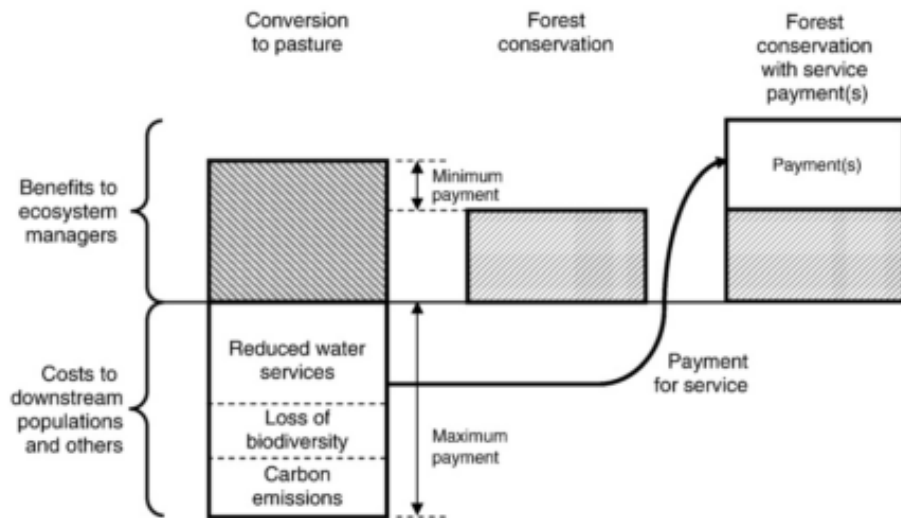 Conversion
to pasture
Forest
conservation
Forest
conservation
with service
payment(s)
Benefits to
ecosystem
managers
Minimum
payment
Payment(s)
Costs to
downstream
populations
and others
Reduced water
services
Loss of
biodiversity
Carbon
emissions
Maximum
payment
Payment
for service